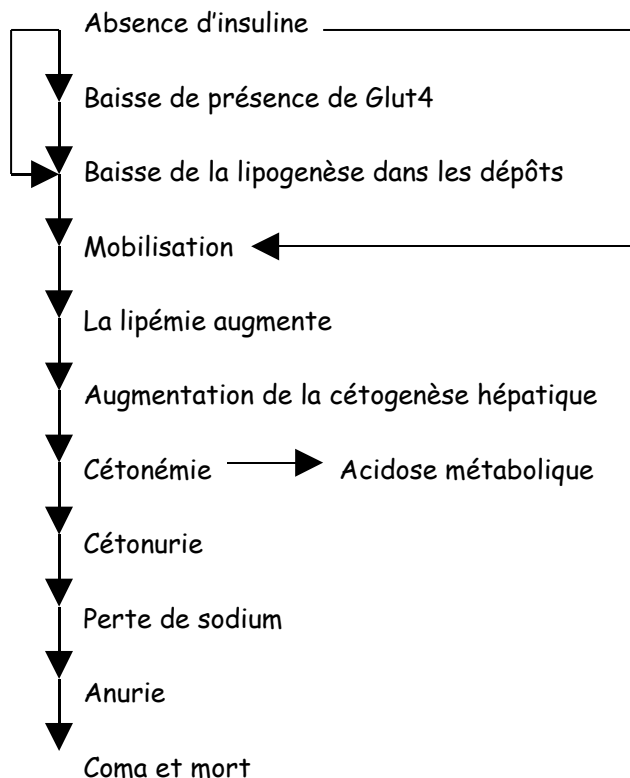 Absence d'insuline
Baisse de présence de Glut4
Baisse de la lipogenèse dans les dépôts
Mobilisation
La lipémie augmente
Augmentation de la cétogenèse hépatique
Cétonémie Acidose métabolique
Cétonurie
Perte de sodium
Anurie
Coma et mort